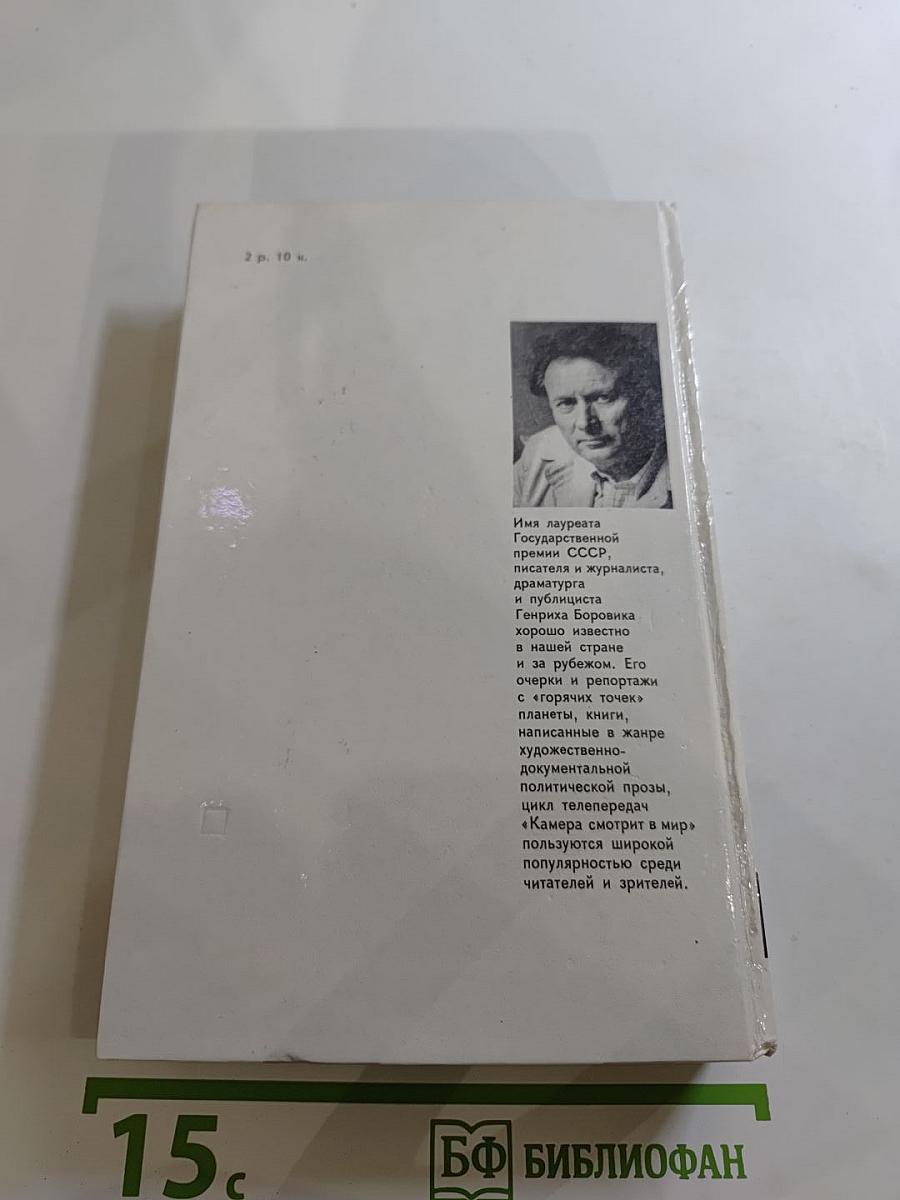 2 р. 10 к.
Имя лауреата
Государственной
премии СССР,
писателя и журналиста,
драматурга
и публициста
Генриха Боровика
хорошо известно
в нашей стране
и за рубежом. Его
очерки и репортажи
с «горячих точек»
планеты, книги,
написанные в жанре
художественно-
документальной
политической прозы,
цикл телепередач
«Камера смотрит в мир»
пользуются широкой
популярностью среди
читателей и зрителей.
15 с
БФ БИБЛИОФАН